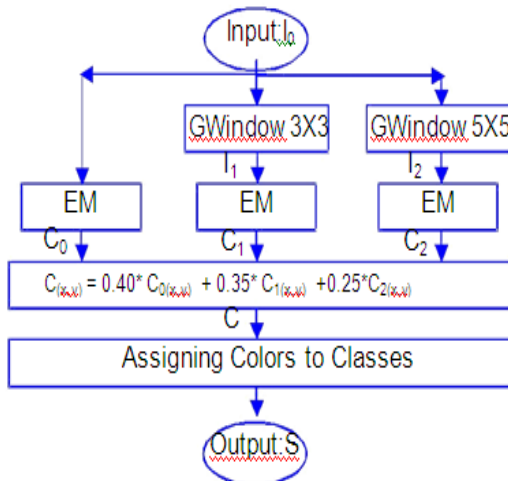 Input:I₀
GWindow 3X3
GWindow 5X5
I₁
I₂
EM
EM
EM
C₀
C₁
C₂
C₍ₓ,ᵧ₎ = 0.40* C₀₍ₓ,ᵧ₎ + 0.35* C₁₍ₓ,ᵧ₎ +0.25*C₂₍ₓ,ᵧ₎
C
Assigning Colors to Classes
Output:S